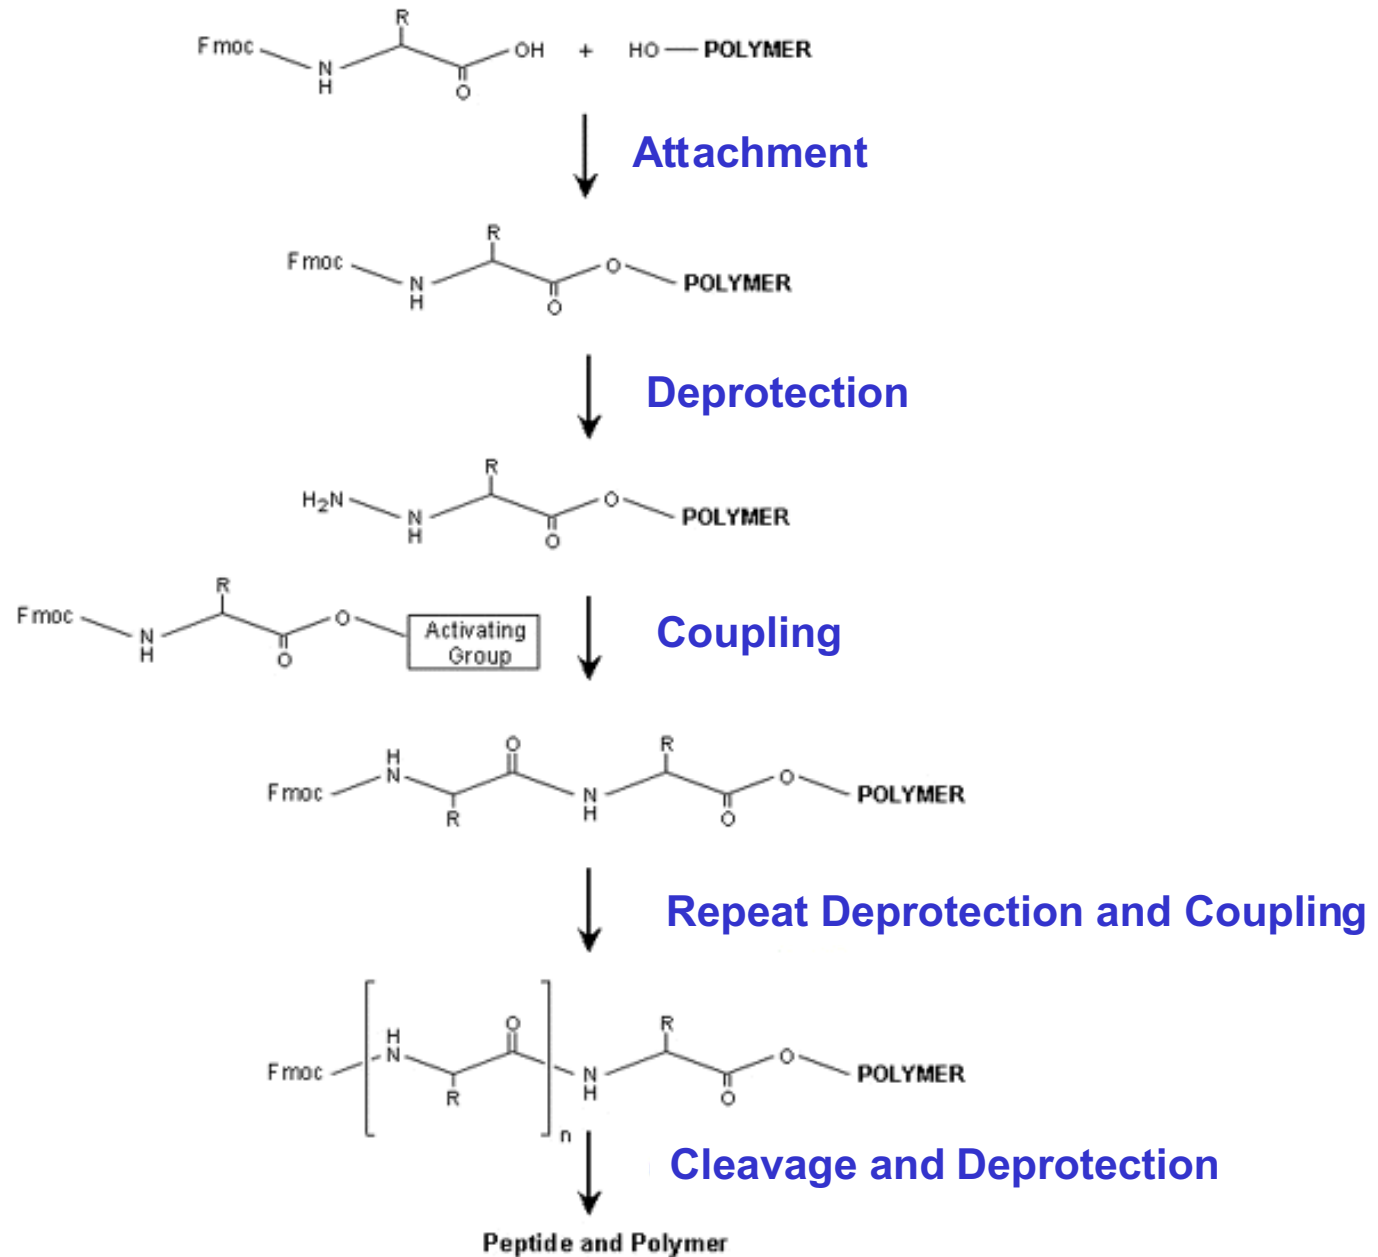 R
Fmoc N H O OH + HO — POLYMER
Attachment
R
Fmoc N H O O POLYMER
Deprotection
R
H₂N N H O O POLYMER
R
Fmoc N H O O Activating
Group
Coupling
H N O R
Fmoc R N H O O POLYMER
Repeat Deprotection and Coupling
H N O R
Fmoc R N H O O POLYMER
n
Cleavage and Deprotection
Peptide and Polymer